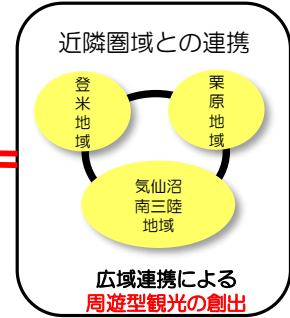 近隣圏域との連携
登米地域
栗原地域
気仙沼
南三陸
地域
広域連携による
周遊型観光の創出